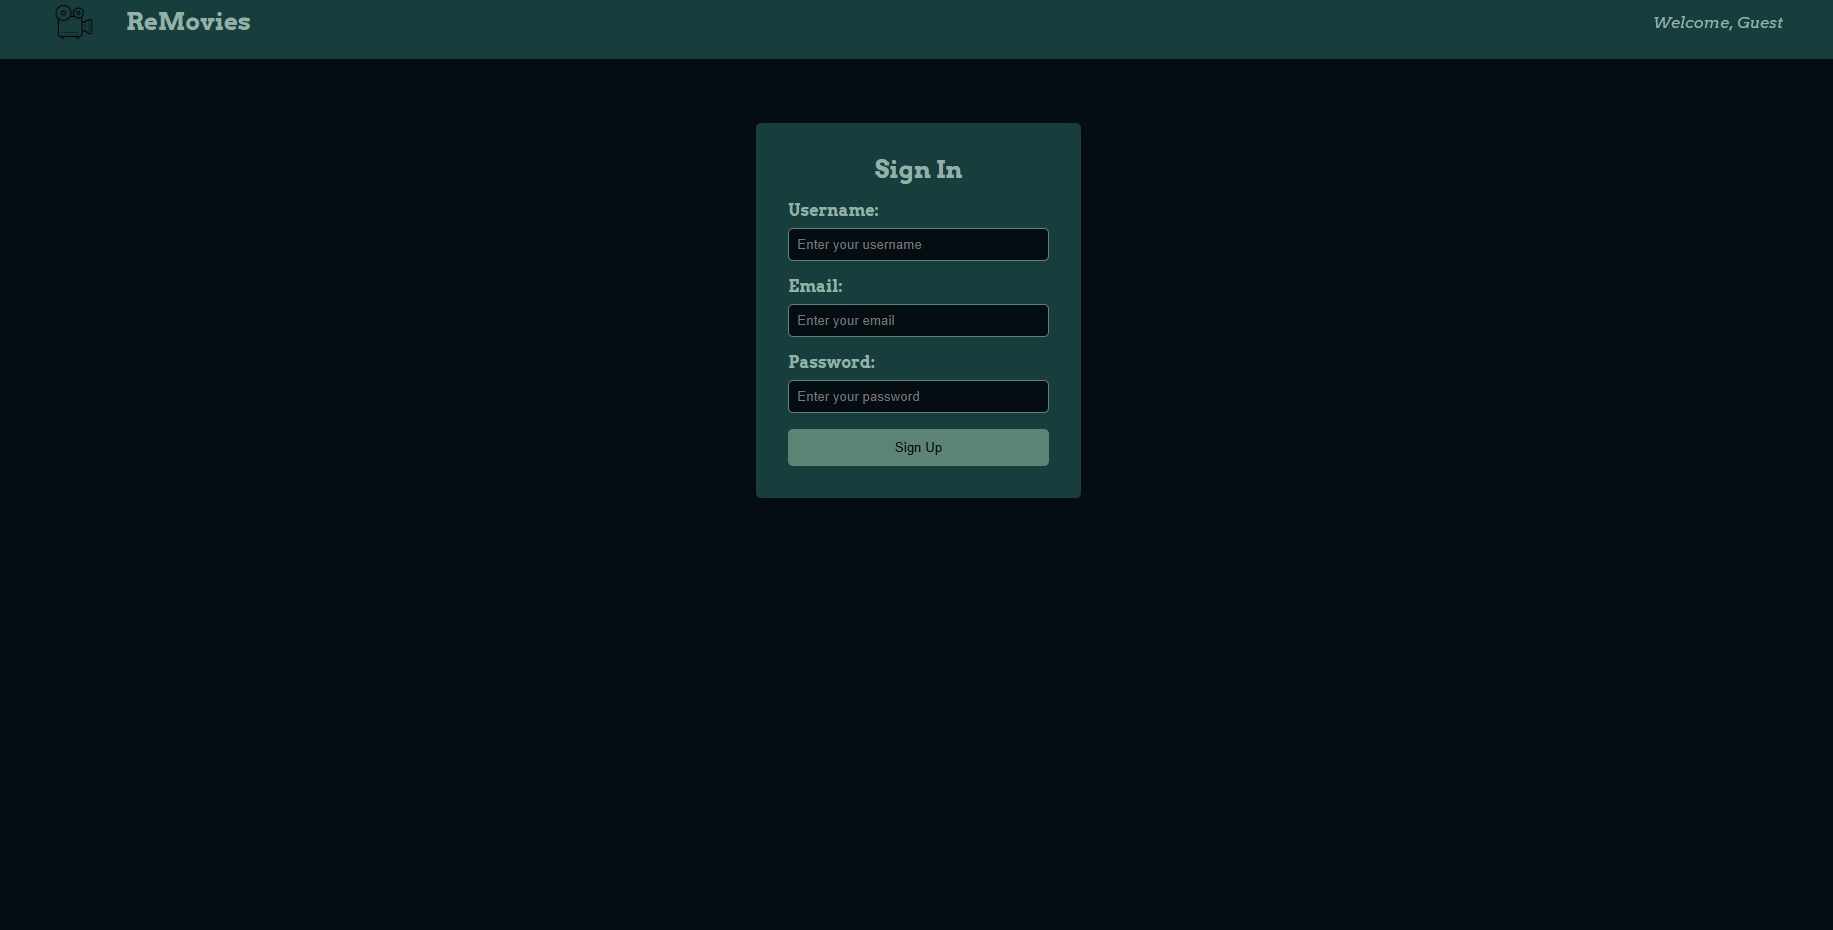 ReMovies
Welcome, Guest
Sign In
Username:
Enter your username
Email:
Enter your email
Password:
Enter your password
Sign Up